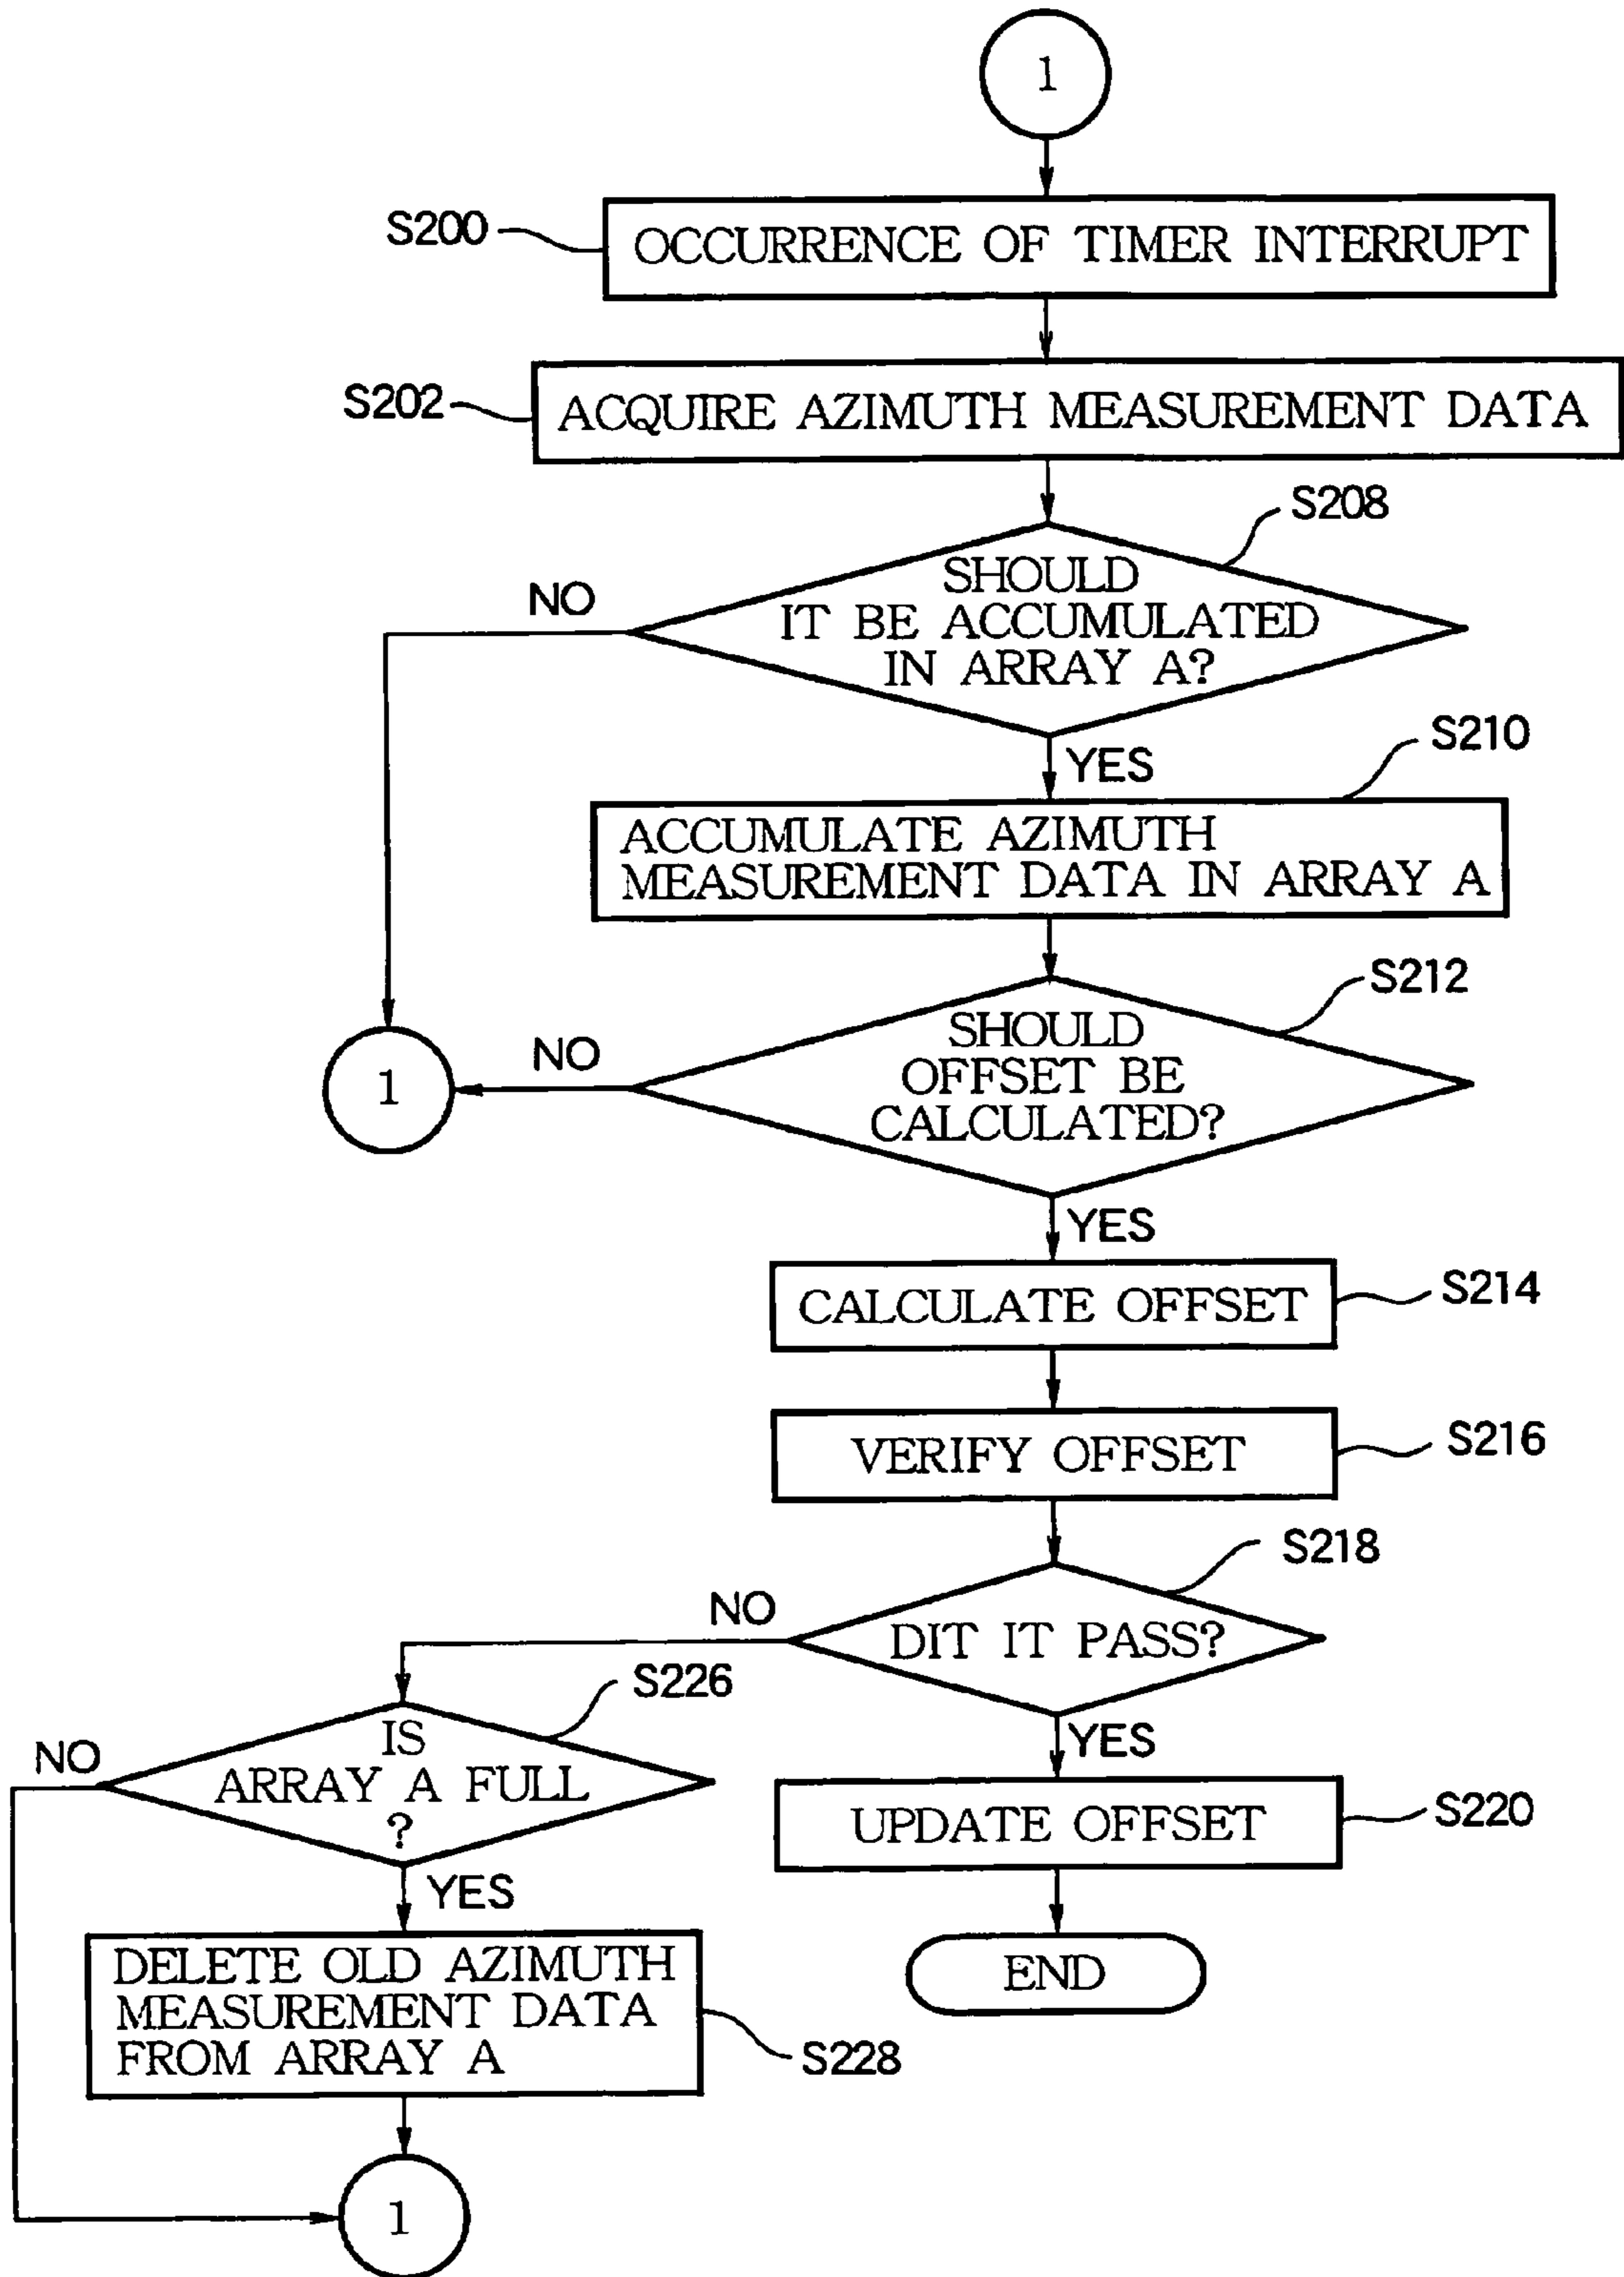 1
S200
OCCURRENCE OF TIMER INTERRUPT
S202
ACQUIRE AZIMUTH MEASUREMENT DATA
S208
SHOULD
IT BE ACCUMULATED
IN ARRAY A?
NO
YES
S210
ACCUMULATE AZIMUTH
MEASUREMENT DATA IN ARRAY A
S212
SHOULD
OFFSET BE
CALCULATED?
NO
1
YES
CALCULATE OFFSET
S214
VERIFY OFFSET
S216
S218
DIT IT PASS?
NO
YES
S226
IS
ARRAY A FULL
?
NO
YES
UPDATE OFFSET
S220
END
DELETE OLD AZIMUTH
MEASUREMENT DATA
FROM ARRAY A
S228
1